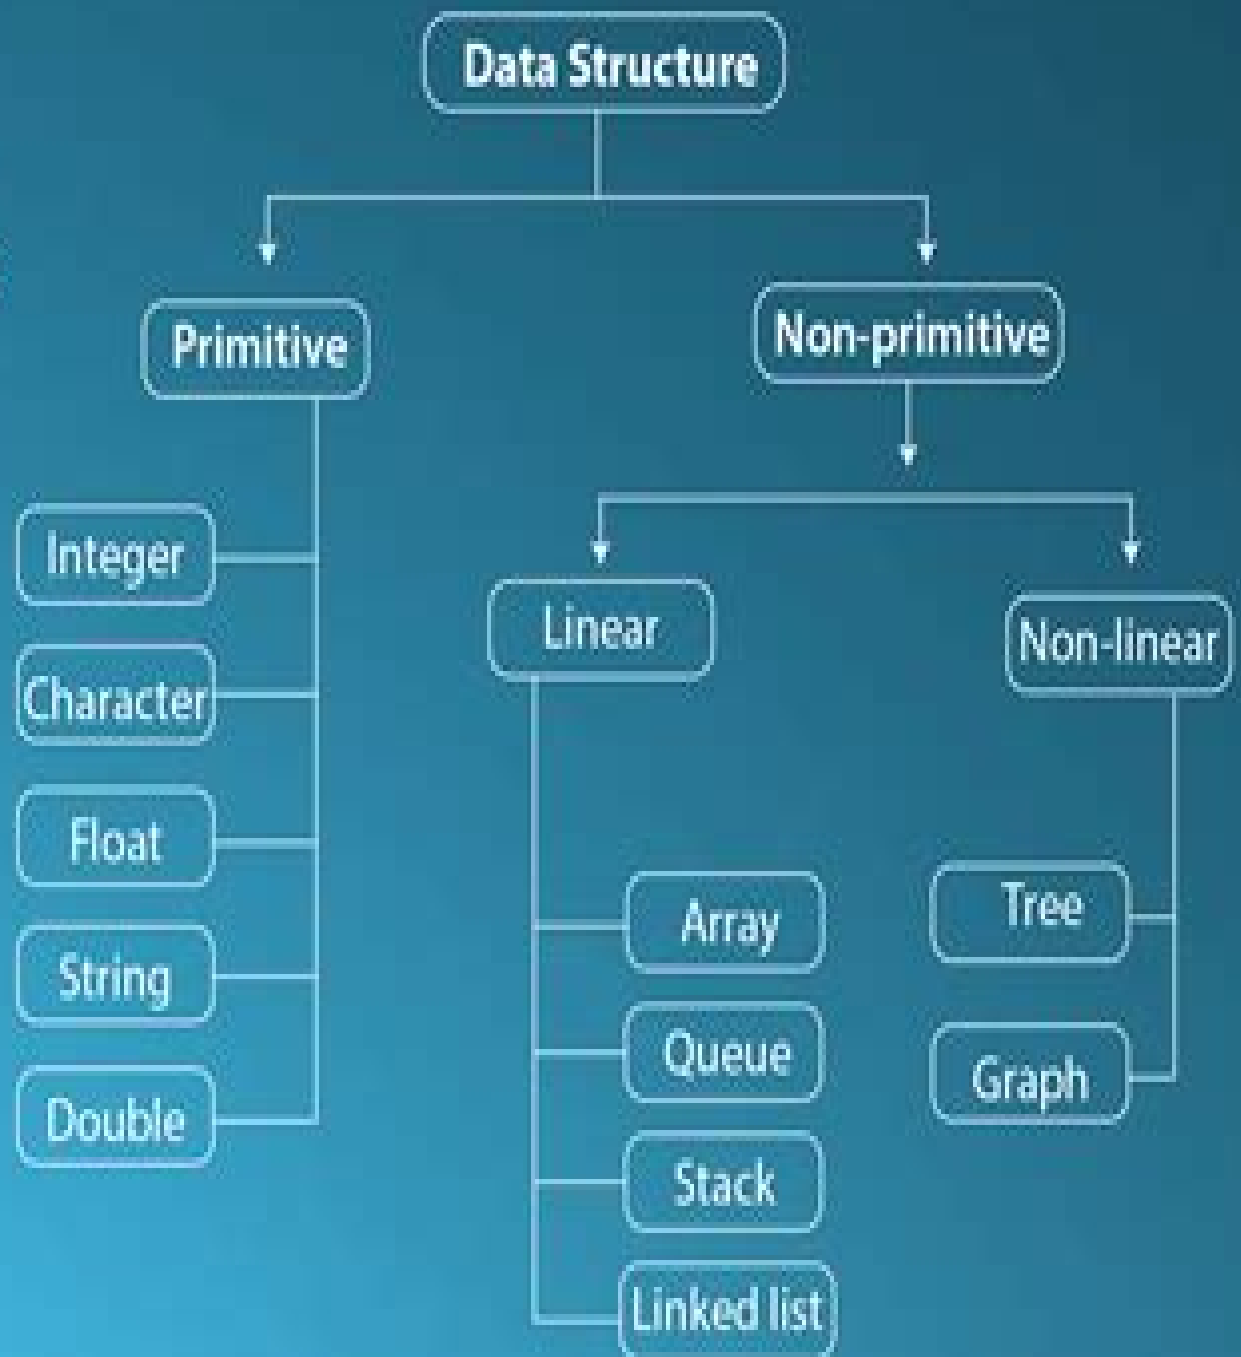 Data Structure
Primitive
Non-primitive
Integer
Character
Float
String
Double
Linear
Non-linear
Array
Queue
Stack
Linked list
Tree
Graph